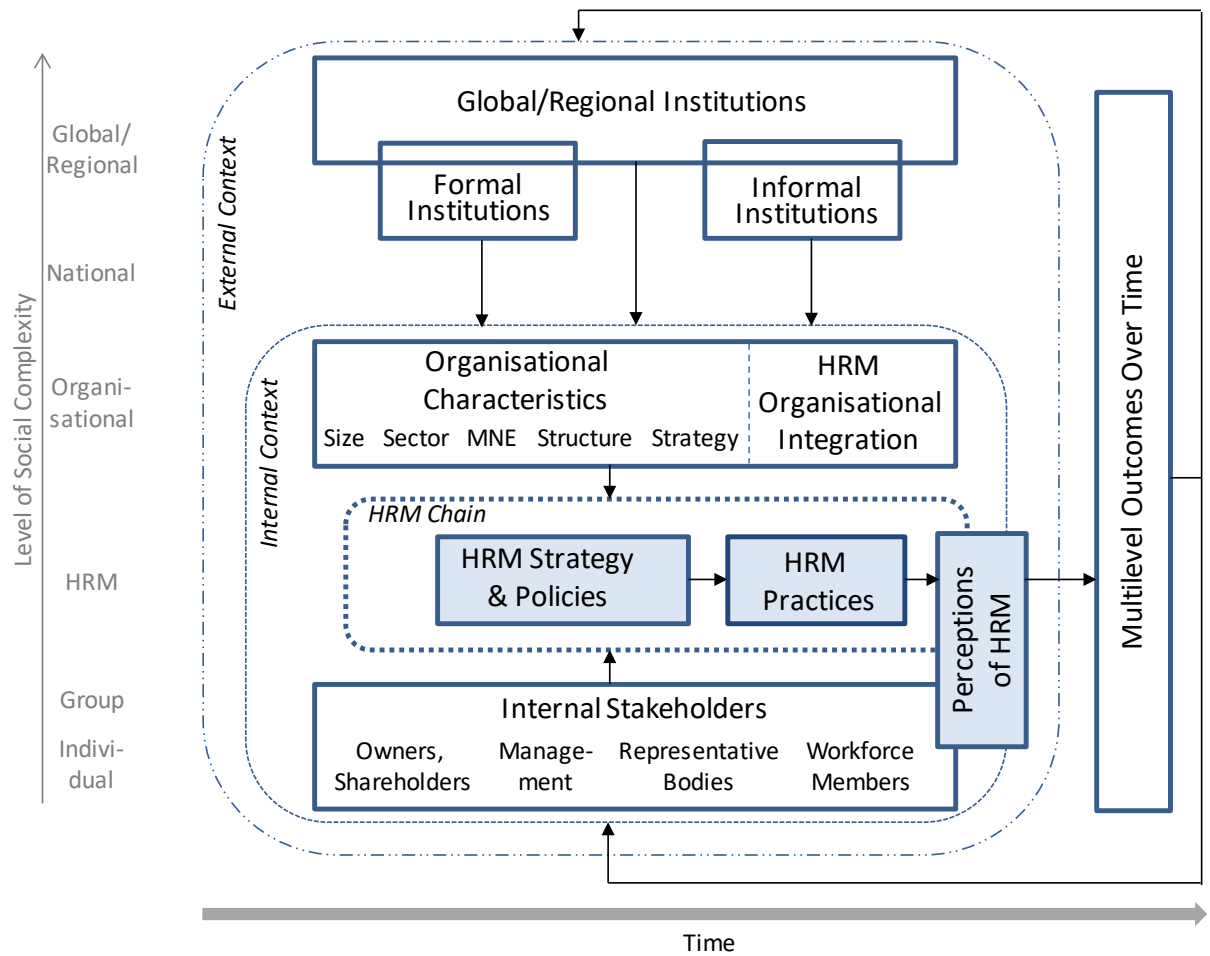 Level of Social Complexity
Global/
Regional
National
Organi-
sational
HRM
Group
Individ-
dual
External Context
Internal Context
Global/Regional Institutions
Formal
Institutions
Informal
Institutions
Organisational
Characteristics
Size Sector MNE Structure Strategy
HRM
Organisational
Integration
HRM Chain
HRM Strategy
& Policies
HRM
Practices
Perceptions
of HRM
Internal Stakeholders
Owners,
Shareholders
Manage-
ment
Representative
Bodies
Workforce
Members
Multilevel Outcomes Over Time
Time